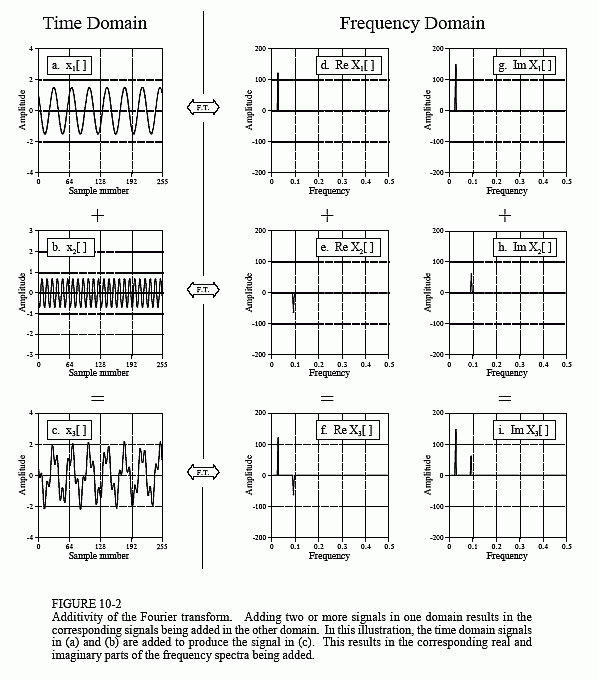 Time Domain
Frequency Domain
a. x1[ ]
4
2
0
-2
-4
Amplitude
0 64 128 192 255
Sample number
F.T.
d. Re X1[ ]
200
100
0
-100
-200
Amplitude
0 0.1 0.2 0.3 0.4 0.5
Frequency
g. Im X1[ ]
200
100
0
-100
-200
Amplitude
0 0.1 0.2 0.3 0.4 0.5
Frequency
+
+
+
b. x2[ ]
3
2
1
0
-1
-2
-3
Amplitude
0 64 128 192 255
Sample number
F.T.
e. Re X2[ ]
200
100
0
-100
-200
Amplitude
0 0.1 0.2 0.3 0.4 0.5
Frequency
h. Im X2[ ]
200
100
0
-100
-200
Amplitude
0 0.1 0.2 0.3 0.4 0.5
Frequency
=
=
=
c. x3[ ]
4
2
0
-2
-4
Amplitude
0 64 128 192 255
Sample number
F.T.
f. Re X3[ ]
200
100
0
-100
-200
Amplitude
0 0.1 0.2 0.3 0.4 0.5
Frequency
i. Im X3[ ]
200
100
0
-100
-200
Amplitude
0 0.1 0.2 0.3 0.4 0.5
Frequency
FIGURE 10-2
Additivity of the Fourier transform. Adding two or more signals in one domain results in the
corresponding signals being added in the other domain. In this illustration, the time domain signals
in (a) and (b) are added to produce the signal in (c). This results in the corresponding real and
imaginary parts of the frequency spectra being added.